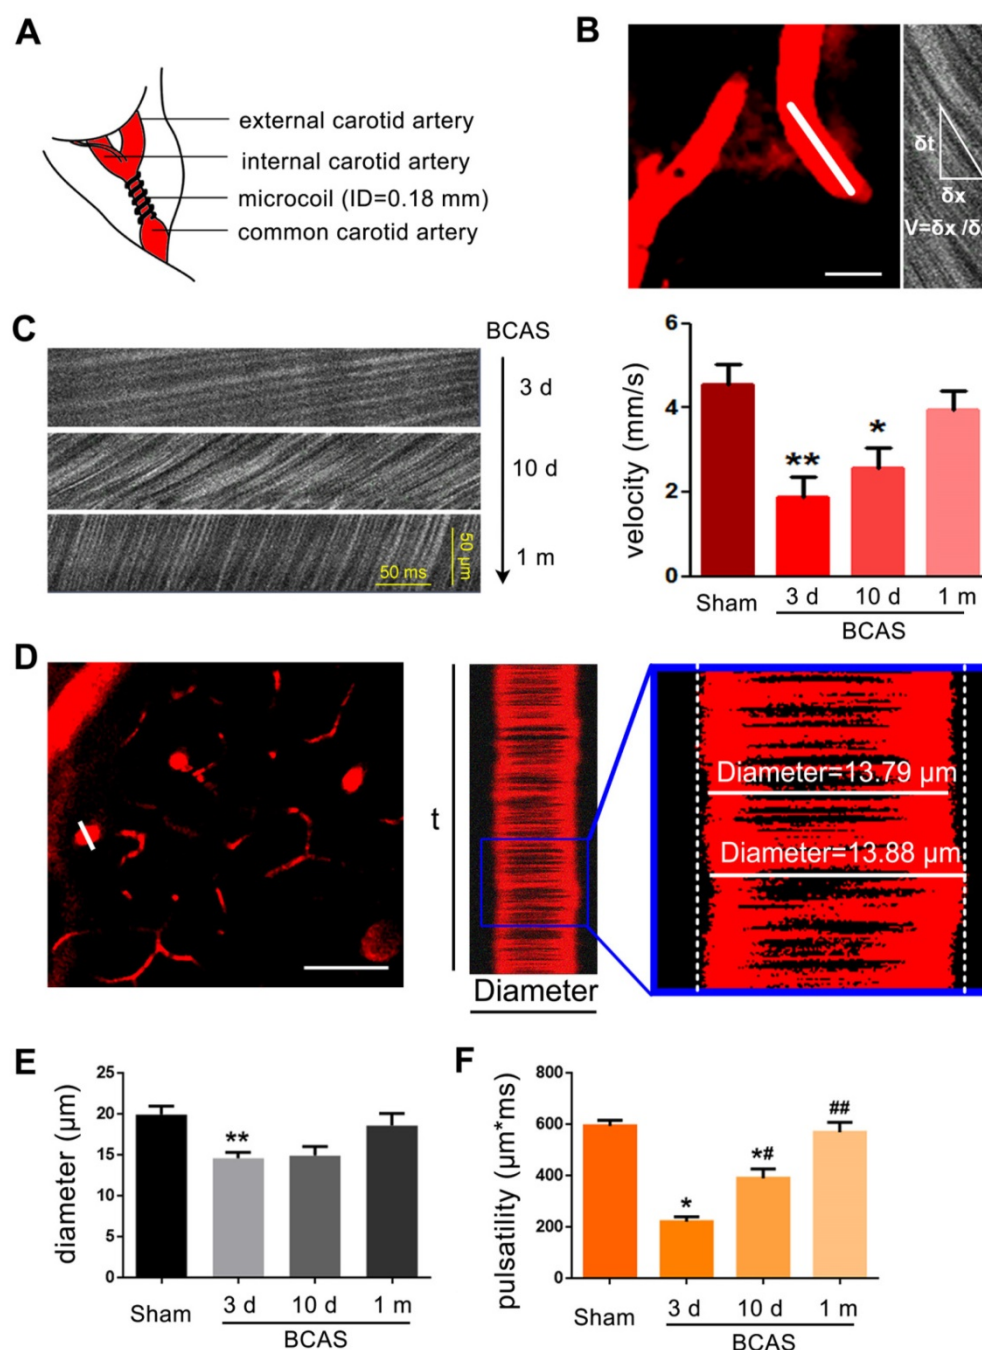 A
external carotid artery
internal carotid artery
microcoil (ID=0.18 mm)
common carotid artery
B
δt
δx
V=δx /δ
C
BCAS
3 d
10 d
1 m
50 ms
50 µm
velocity (mm/s)
6
4
2
0
**
*
Sham
3 d
10 d
1 m
BCAS
D
t
Diameter
Diameter=13.79 µm
Diameter=13.88 µm
E
diameter (µm)
25
20
15
10
5
0
**
Sham
3 d
10 d
1 m
BCAS
F
pulsatility (µm*ms)
800
600
400
200
0
*
*#
##
Sham
3 d
10 d
1 m
BCAS